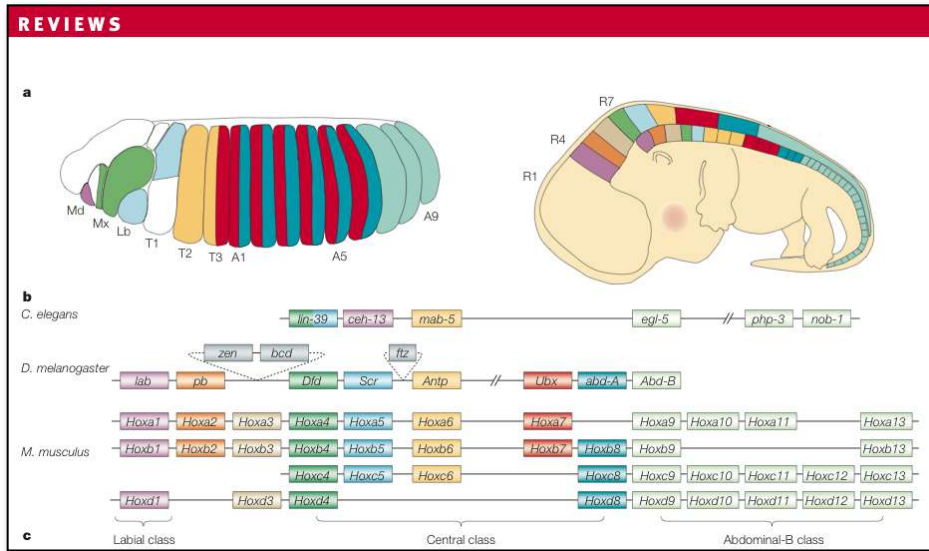 REVIEWS
a
R7
R4
R1
Md
Mx
Lb
T1
T2
T3
A1
A5
A9
b
C. elegans
lin-39 ceh-13 mab-5 egl-5 // php-3 nob-1
zen bcd ftz
D. melanogaster
lab pb Dfd Scr Antp // Ubx abd-A Abd-B
Hoxa1 Hoxa2 Hoxa3 Hoxa4 Hoxa5 Hoxa6 Hoxa7 Hoxa9 Hoxa10 Hoxa11 Hoxa13
M. musculus
Hoxb1 Hoxb2 Hoxb3 Hoxb4 Hoxb5 Hoxb6 Hoxb7 Hoxb8 Hoxb9 Hoxb13
Hoxc4 Hoxc5 Hoxc6 Hoxc8 Hoxc9 Hoxc10 Hoxc11 Hoxc12 Hoxc13
Hoxd1 Hoxd3 Hoxd4 Hoxd8 Hoxd9 Hoxd10 Hoxd11 Hoxd12 Hoxd13
Labial class Central class Abdominal-B class
c